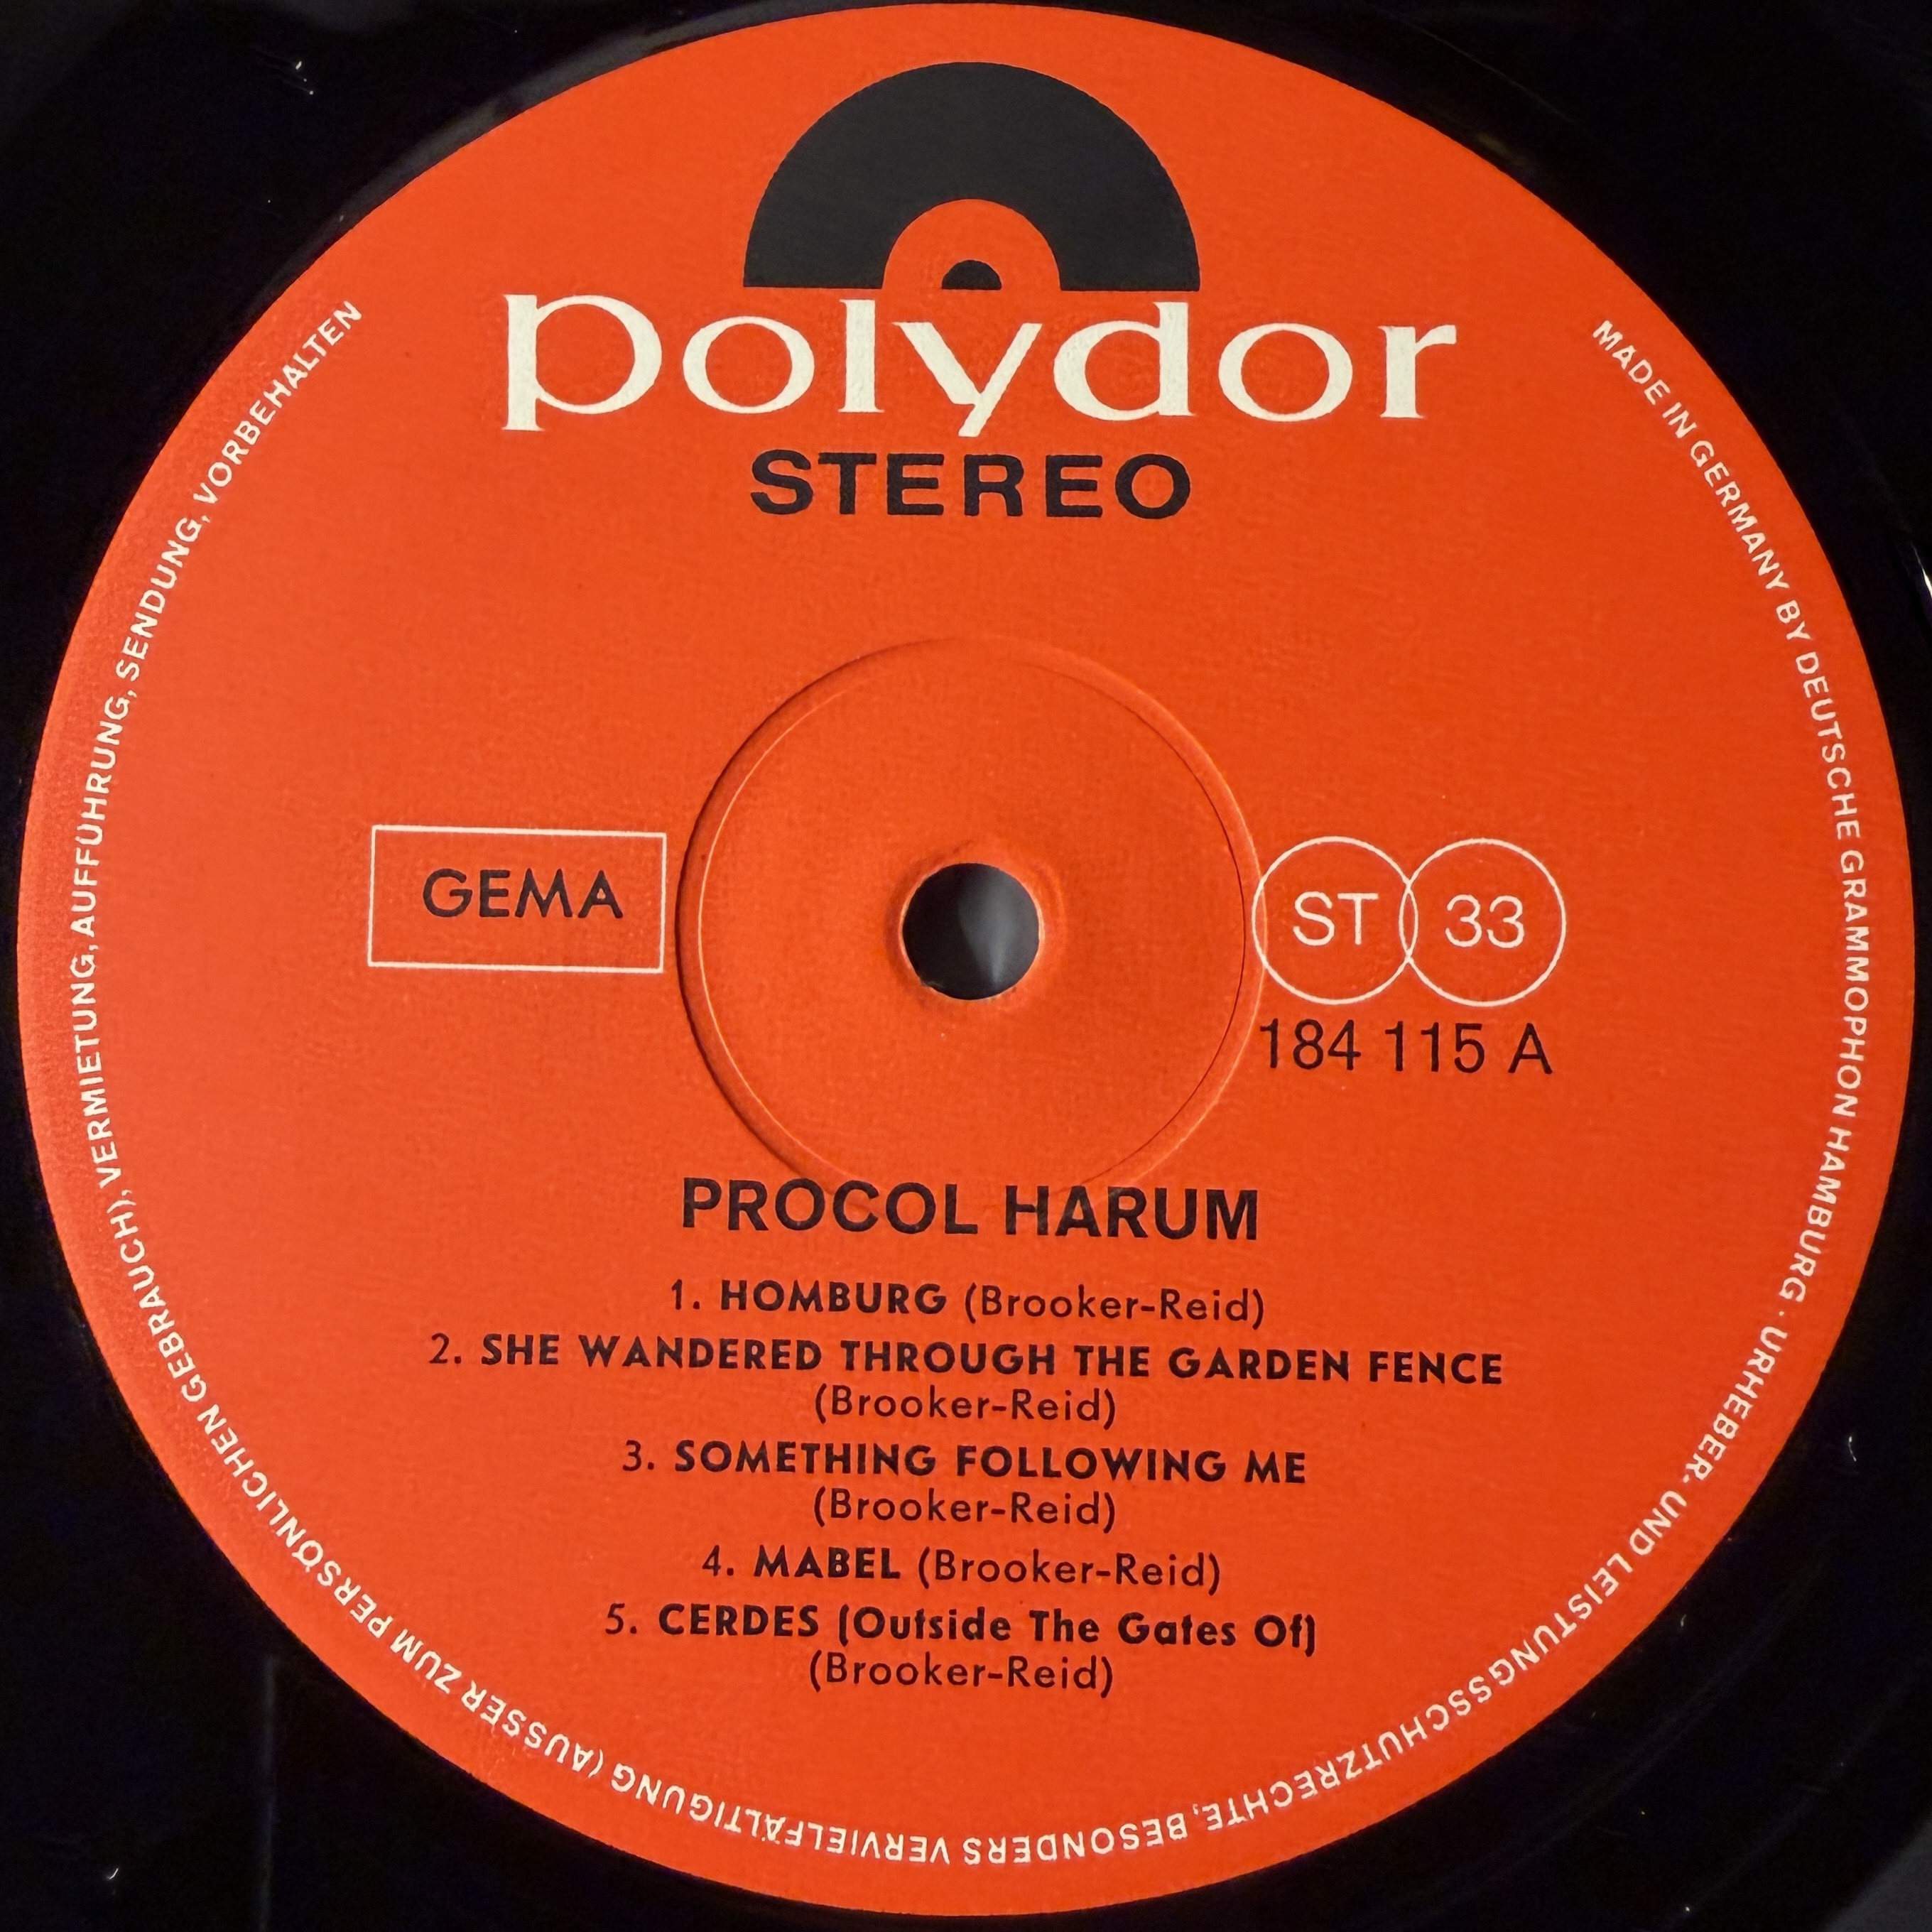 polydor
STEREO
GEMA
ST 33
184 115 A
PROCOL HARUM
1. HOMBURG (Brooker-Reid)
2. SHE WANDERED THROUGH THE GARDEN FENCE
(Brooker-Reid)
3. SOMETHING FOLLOWING ME
(Brooker-Reid)
4. MABEL (Brooker-Reid)
5. CERDES (Outside The Gates Of)
(Brooker-Reid)
MADE IN GERMANY BY DEUTSCHE GRAMMOPHON HAMBURG · URHEBER- UND LEISTUNGSSCHUTZRECHTE, BESONDERS VERVIELFÄLTIGUNG (AUSSER ZUM PERSÖNLICHEN GEBRAUCH), VERMIETUNG, AUFFÜHRUNG, SENDUNG, VORBEHALTEN